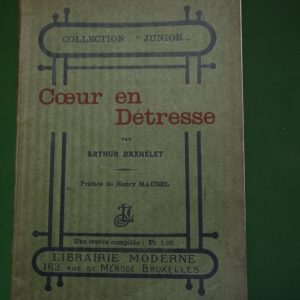 COLLECTION "JUNIOR"
Cœur en
Détresse
PAR
ARTHUR DAXHELET
Préface de Henry MAUBEL
Une œuvre complète : Fr. 1.25
LIBRAIRIE MODERNE
162, RUE DE MÉRODE BRUXELLES